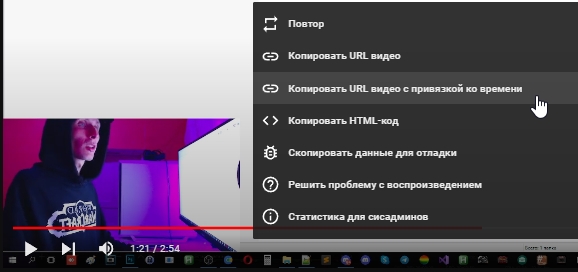 Повтор
Копировать URL видео
Копировать URL видео с привязкой ко времени
Копировать HTML-код
Скопировать данные для отладки
Решить проблему с воспроизведением
Статистика для сисадминов
1:21 / 2:54